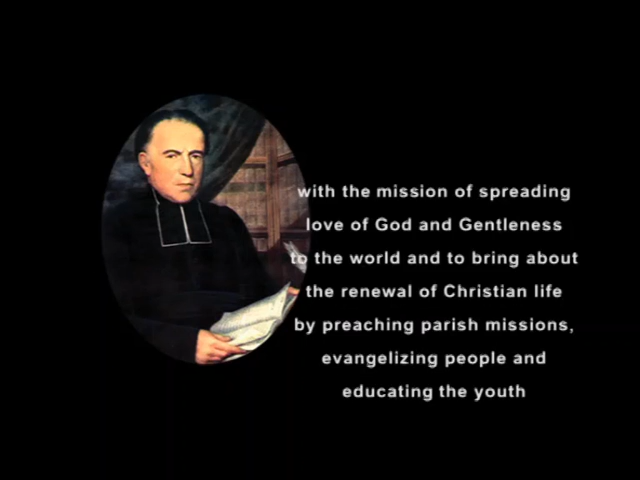 with the mission of spreading
love of God and Gentleness
to the world and to bring about
the renewal of Christian life
by preaching parish missions,
evangelizing people and
educating the youth